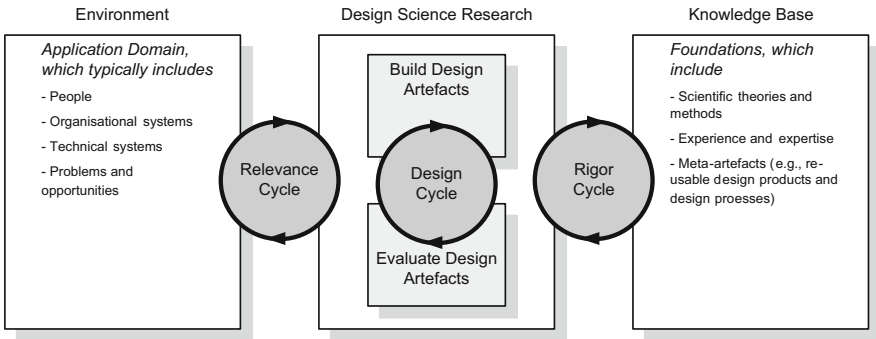 Environment
Design Science Research
Knowledge Base
Application Domain,
which typically includes
- People
- Organisational systems
- Technical systems
- Problems and
opportunities
Relevance
Cycle
Build Design
Artefacts
Design
Cycle
Evaluate Design
Artefacts
Rigor
Cycle
Foundations, which
include
- Scientific theories and
methods
- Experience and expertise
- Meta-artefacts (e.g., re-
usable design products and
design proesses)